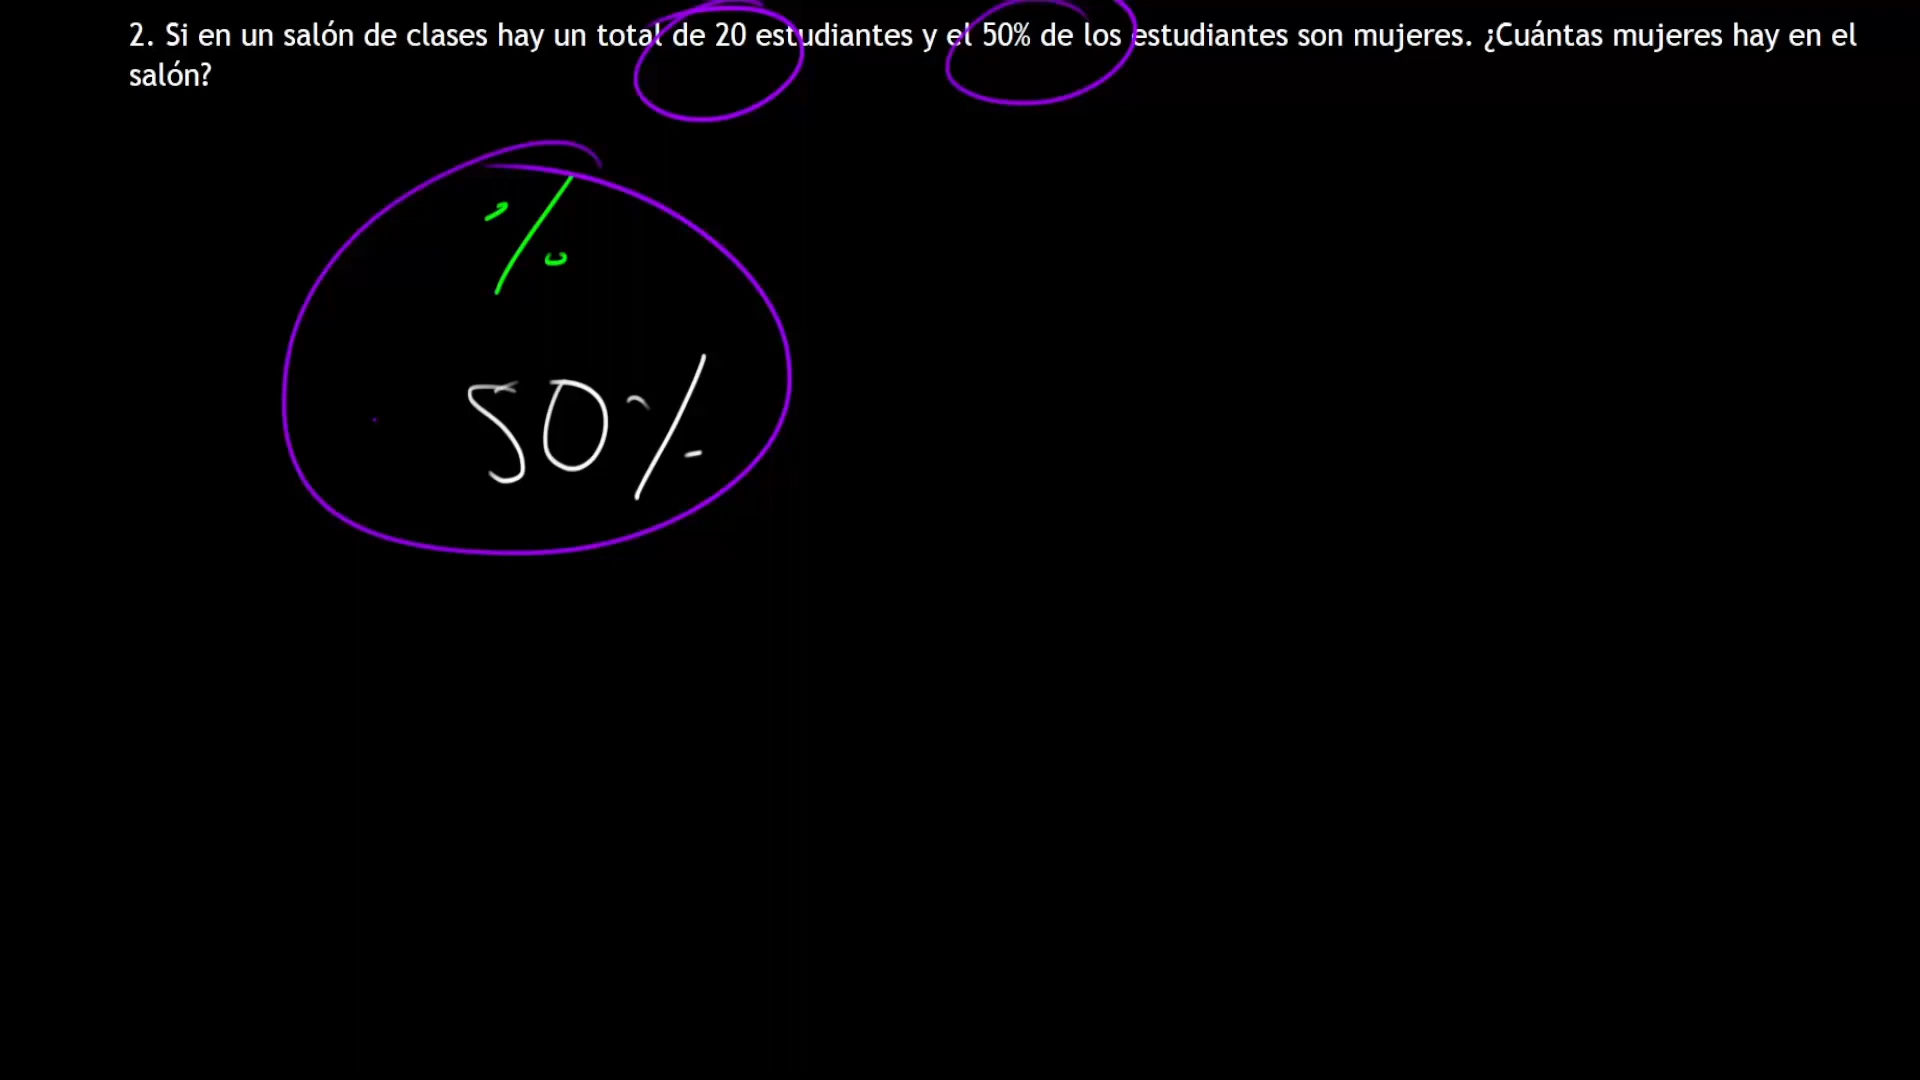 2. Si en un salón de clases hay un total de 20 estudiantes y el 50% de los estudiantes son mujeres. ¿Cuántas mujeres hay en el
salón?
%
50%